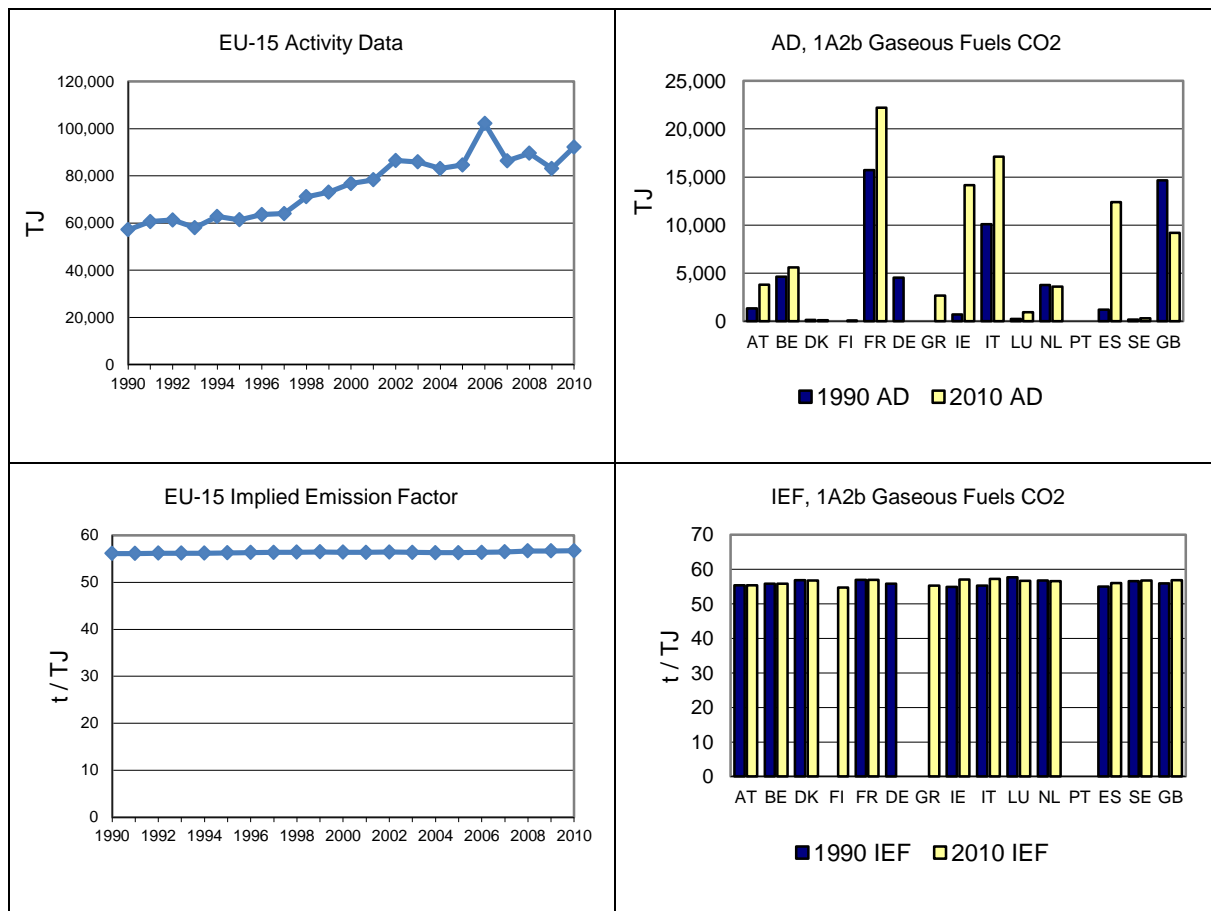 EU-15 Activity Data
TJ
120,000
100,000
80,000
60,000
40,000
20,000
0
1990 1992 1994 1996 1998 2000 2002 2004 2006 2008 2010
AD, 1A2b Gaseous Fuels CO2
TJ
25,000
20,000
15,000
10,000
5,000
0
AT BE DK FI FR DE GR IE IT LU NL PT ES SE GB
1990 AD 2010 AD
EU-15 Implied Emission Factor
t / TJ
60
50
40
30
20
10
0
1990 1992 1994 1996 1998 2000 2002 2004 2006 2008 2010
IEF, 1A2b Gaseous Fuels CO2
t / TJ
70
60
50
40
30
20
10
0
AT BE DK FI FR DE GR IE IT LU NL PT ES SE GB
1990 IEF 2010 IEF